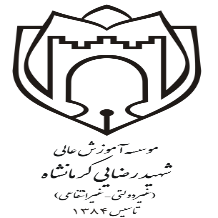 موسسه آموزش عالی
شهید رضایی کرمانشاه
(غیردولتی - غیرانتفاعی)
تاسیس ۱۳۸۴